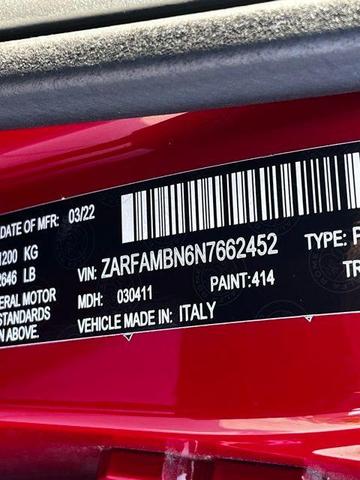 DATE OF MFR: 03/22
1200 KG
2646 LB
VIN: ZARFAMBN6N7662452
TYPE:
MDH: 030411
PAINT: 414
VEHICLE MADE IN: ITALY
MOTOR
STANDARDS
ABOVE.